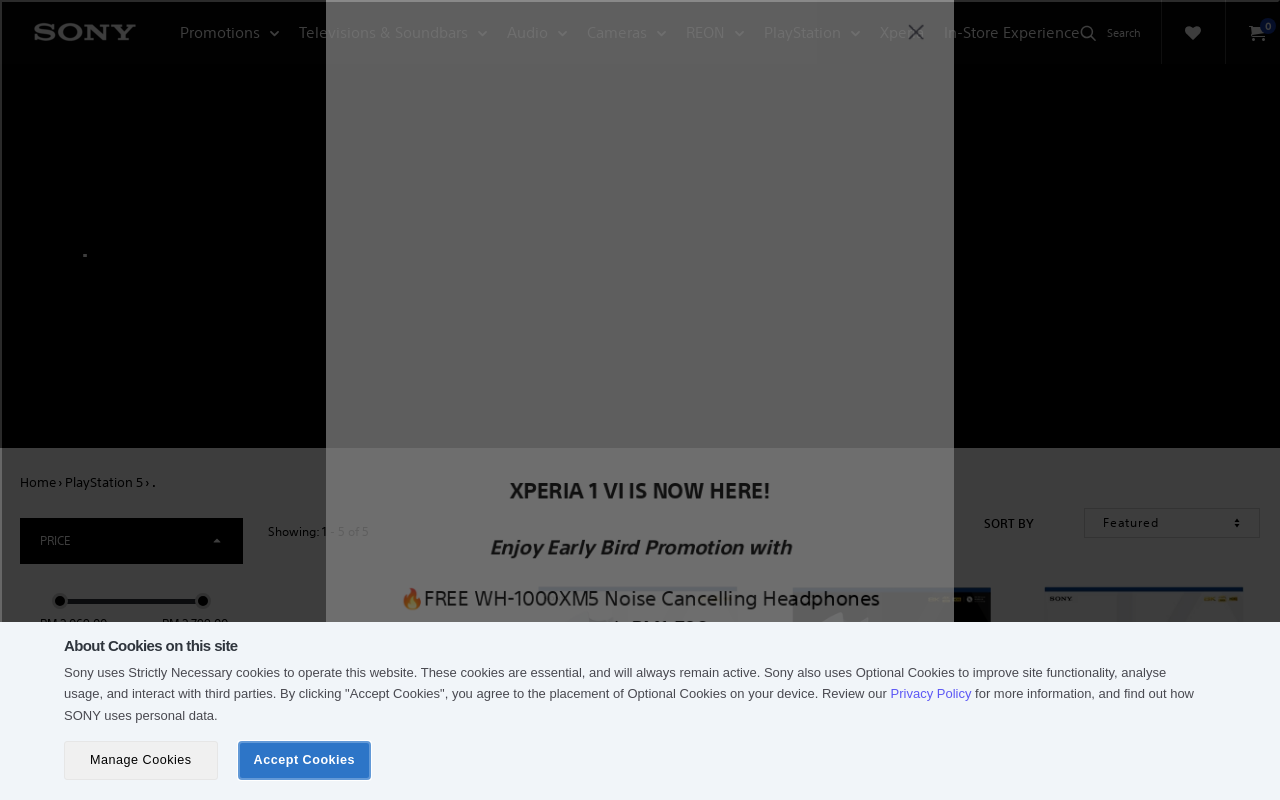 SONY
Promotions
Televisions & Soundbars
Audio
Cameras
REON
PlayStation
Xperia
In-Store Experience
Search
0
XPERIA 1 VI IS NOW HERE!
Enjoy Early Bird Promotion with
🔥FREE WH-1000XM5 Noise Cancelling Headphones
Home › PlayStation 5 › .
PRICE
Showing: 1 - 5 of 5
SORT BY
Featured
SONY
About Cookies on this site
Sony uses Strictly Necessary cookies to operate this website. These cookies are essential, and will always remain active. Sony also uses Optional Cookies to improve site functionality, analyse
usage, and interact with third parties. By clicking "Accept Cookies", you agree to the placement of Optional Cookies on your device. Review our Privacy Policy for more information, and find out how
SONY uses personal data.
Manage Cookies
Accept Cookies